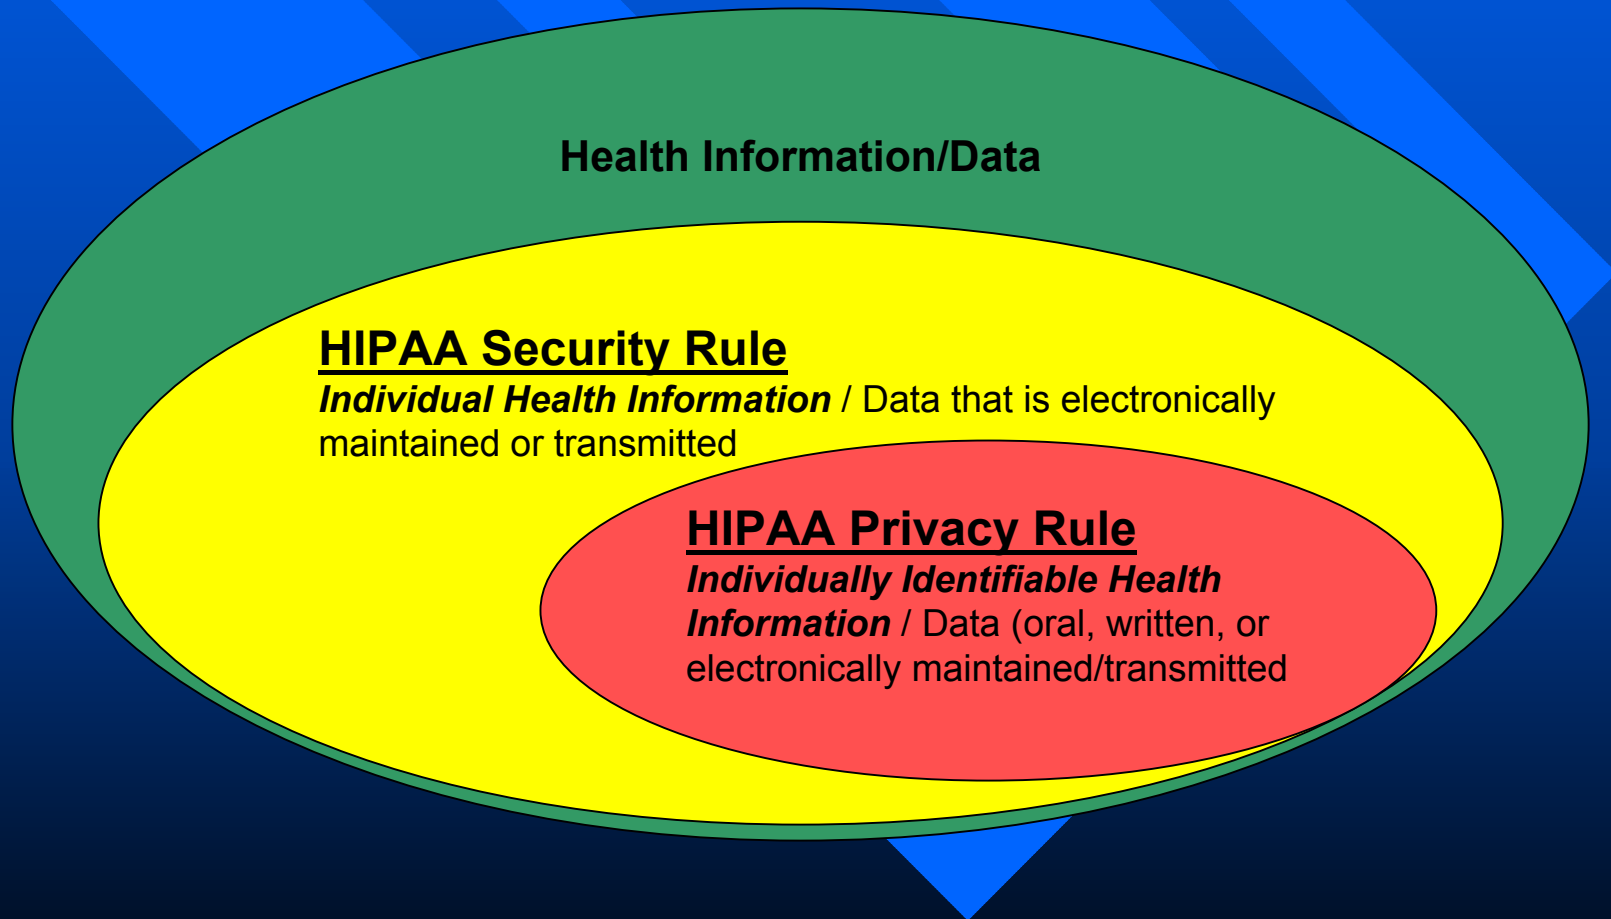 Health Information/Data
HIPAA Security Rule
Individual Health Information / Data that is electronically
maintained or transmitted
HIPAA Privacy Rule
Individually Identifiable Health
Information / Data (oral, written, or
electronically maintained/transmitted